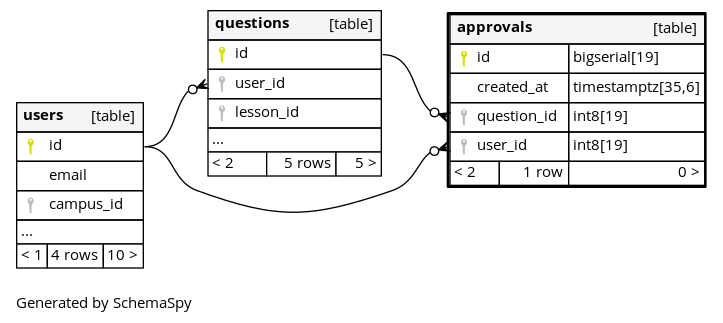 users [table]
id
email
campus_id
...
< 1 4 rows 10 >
questions [table]
id
user_id
lesson_id
...
< 2 5 rows 5 >
approvals [table]
id bigserial[19]
created_at timestamptz[35,6]
question_id int8[19]
user_id int8[19]
< 2 1 row 0 >
Generated by SchemaSpy